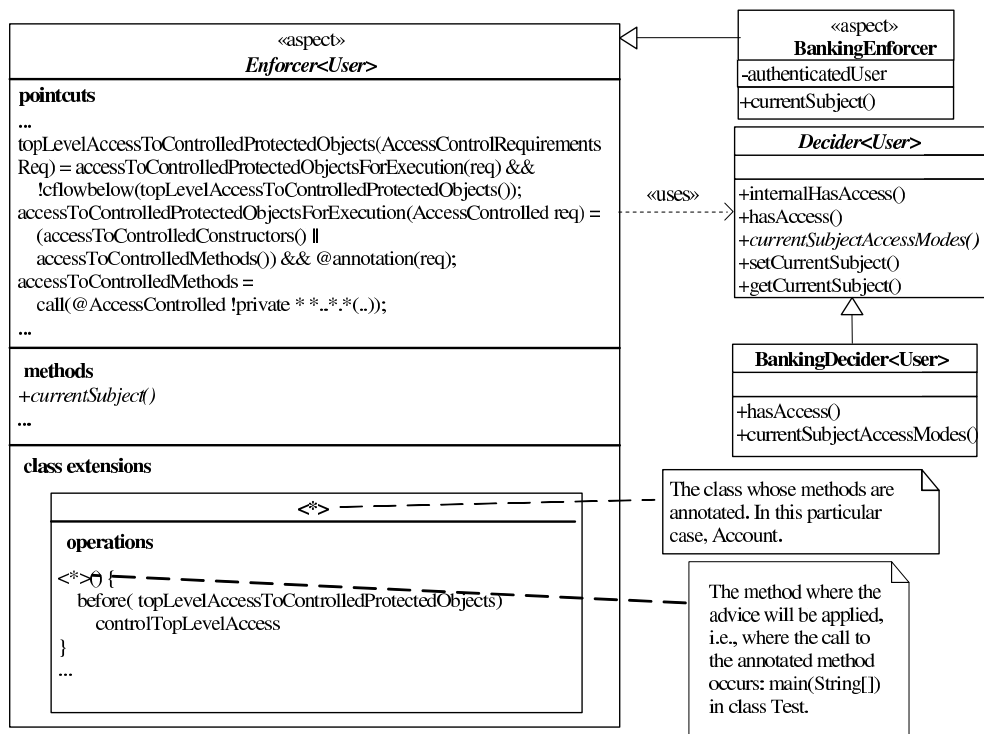 «aspect»
Enforcer<User>
pointcuts
...
topLevelAccessToControlledProtectedObjects(AccessControlRequirements
Req) = accessToControlledProtectedObjectsForExecution(req) &&
!cflowbelow(topLevelAccessToControlledProtectedObjects());
accessToControlledProtectedObjectsForExecution(AccessControlled req) =
(accessToControlledConstructors() ||
accessToControlledMethods()) && @annotation(req);
accessToControlledMethods =
call(@AccessControlled !private * *..*.*(..));
...
methods
+currentSubject()
...
class extensions
<*>
operations
<*>() {
before( topLevelAccessToControlledProtectedObjects)
controlTopLevelAccess
}
...
«aspect»
BankingEnforcer
-authenticatedUser
+currentSubject()
«uses»
Decider<User>
+internalHasAccess()
+hasAccess()
+currentSubjectAccessModes()
+setCurrentSubject()
+getCurrentSubject()
BankingDecider<User>
+hasAccess()
+currentSubjectAccessModes()
The class whose methods are
annotated. In this particular
case, Account.
The method where the
advice will be applied,
i.e., where the call to
the annotated method
occurs: main(String[])
in class Test.